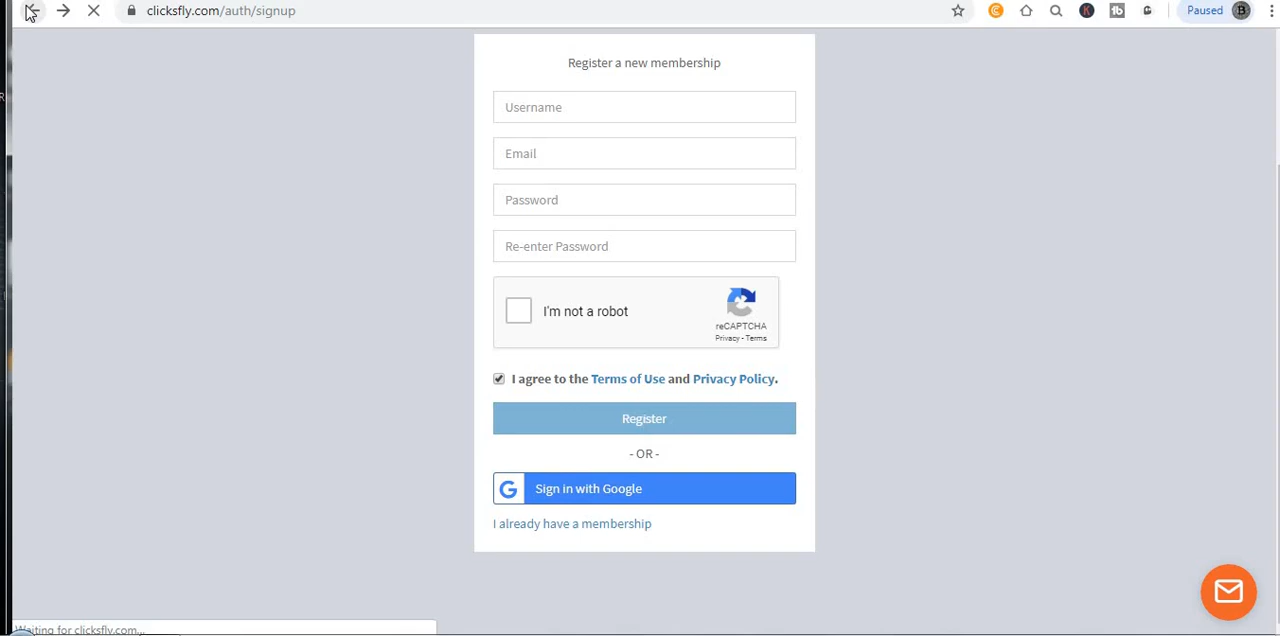 clicksfly.com/auth/signup
Paused
Register a new membership
Username
Email
Password
Re-enter Password
I'm not a robot
reCAPTCHA
Privacy - Terms
I agree to the Terms of Use and Privacy Policy.
Register
- OR -
Sign in with Google
I already have a membership
Waiting for clicksfly.com...